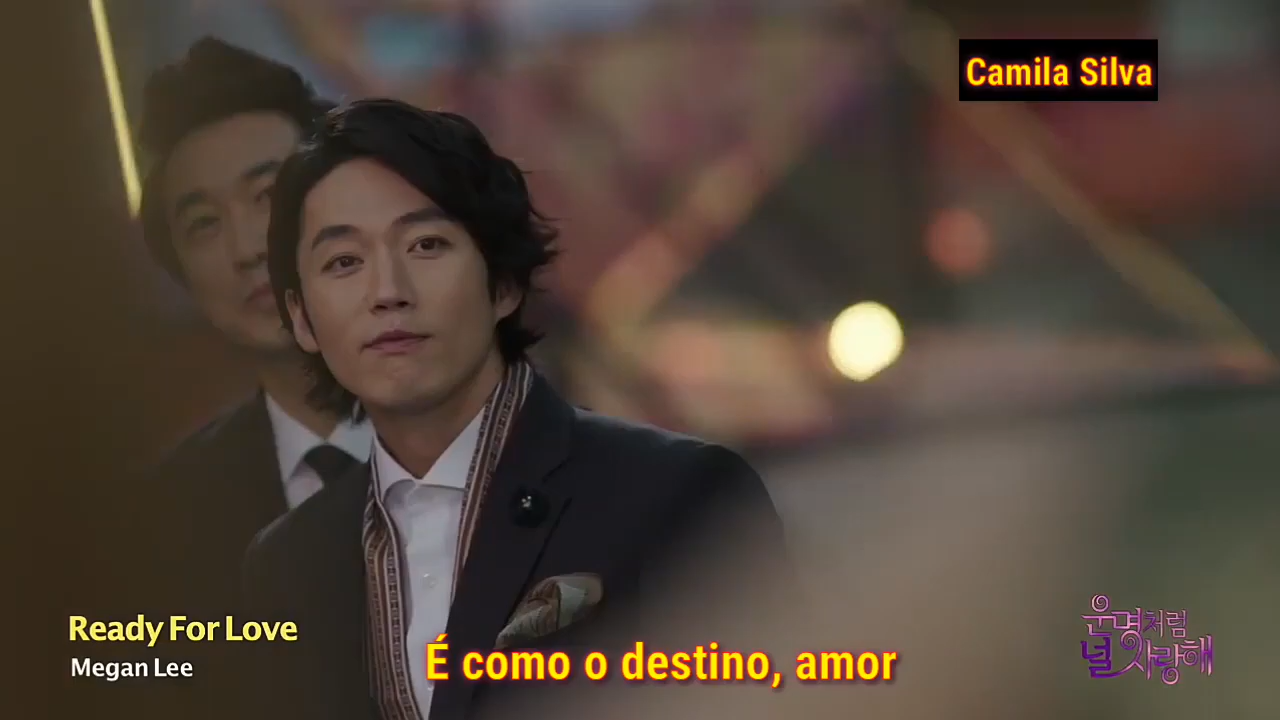 Camila Silva
Ready For Love
Megan Lee
É como o destino, amor
운명처럼
널 사랑해